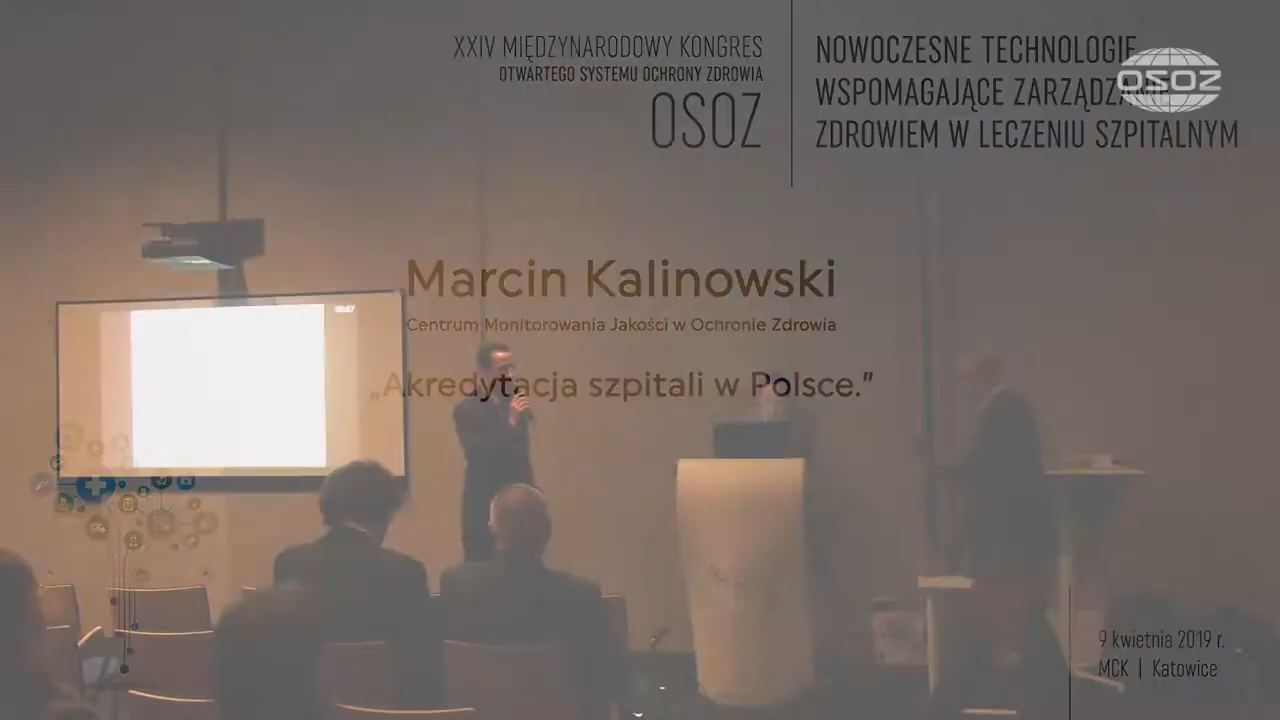 XXIV MIĘDZYNARODOWY KONGRES
OTWARTEGO SYSTEMU OCHRONY ZDROWIA
OSOZ
NOWOCZESNE TECHNOLOGIE
WSPOMAGAJĄCE ZARZĄDZANIE
ZDROWIEM W LECZENIU SZPITALNYM
OSOZ
Marcin Kalinowski
Centrum Monitorowania Jakości w Ochronie Zdrowia
„Akredytacja szpitali w Polsce.”
9 kwietnia 2019 r.
MCK | Katowice